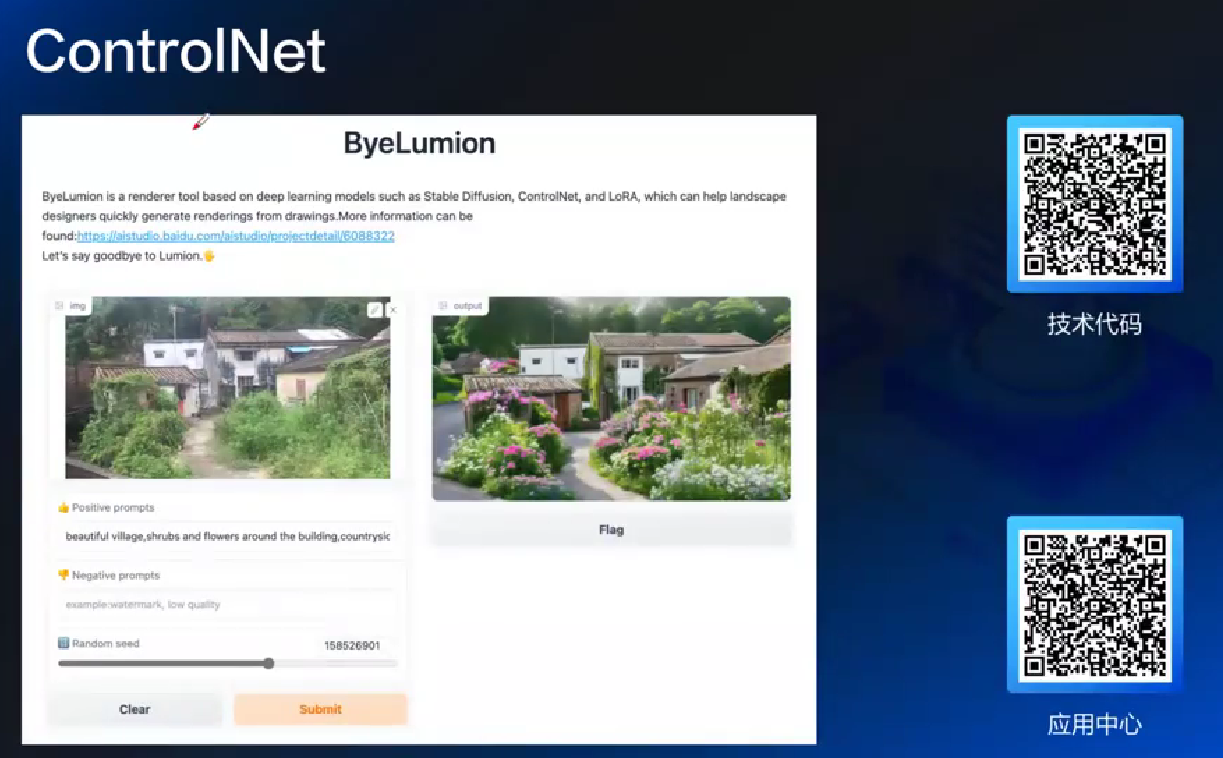 ControlNet
ByeLumion
ByeLumion is a renderer tool based on deep learning models such as Stable Diffusion, ControlNet, and LoRA, which can help landscape
designers quickly generate renderings from drawings.More information can be
found:https://aistudio.baidu.com/aistudio/projectdetail/6088322
Let's say goodbye to Lumion.🖐
img
output
👍 Positive prompts
beautiful village,shrubs and flowers around the building,countrysic
Flag
👎 Negative prompts
example:watermark, low quality
🔢 Random seed
158526901
Clear
Submit
技术代码
应用中心